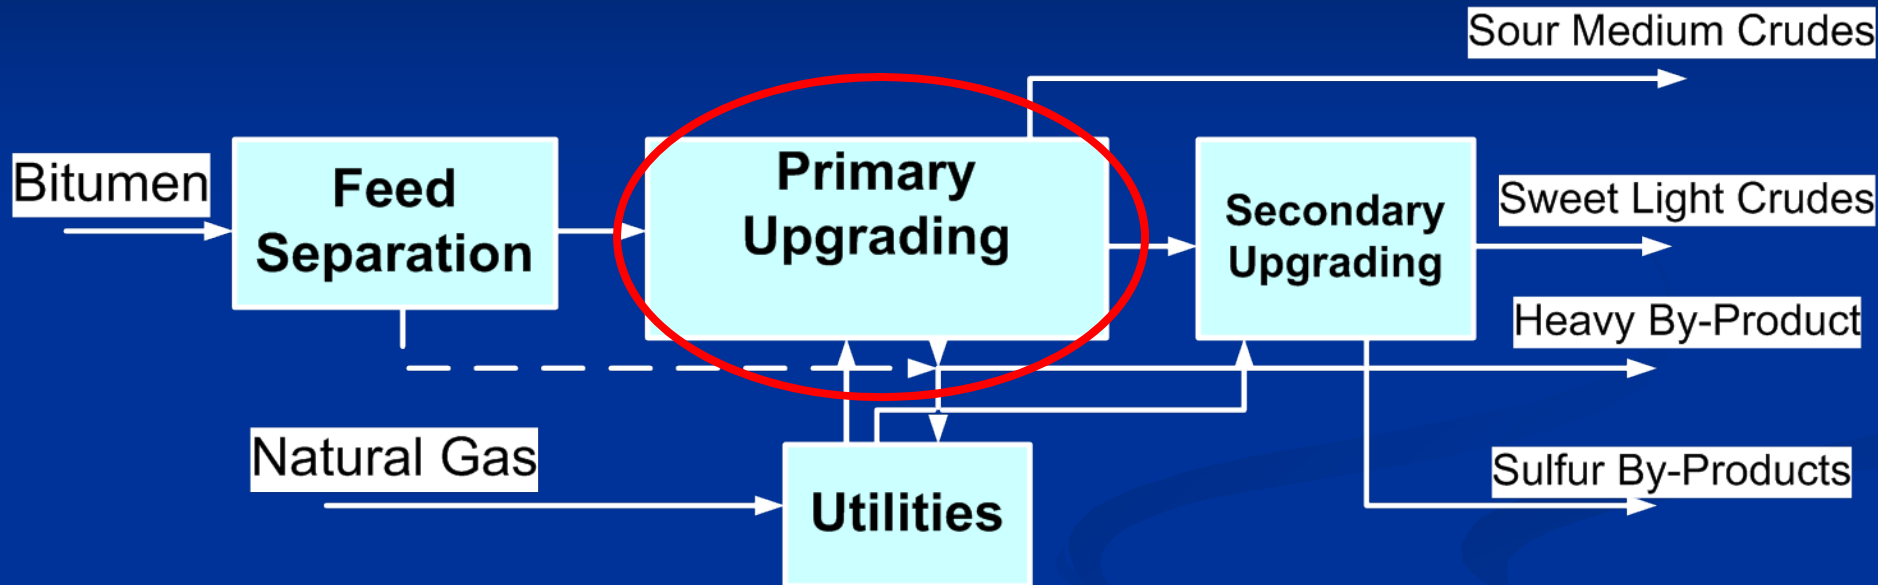 Sour Medium Crudes
Bitumen
Feed
Separation
Primary
Upgrading
Secondary
Upgrading
Sweet Light Crudes
Heavy By-Product
Natural Gas
Utilities
Sulfur By-Products